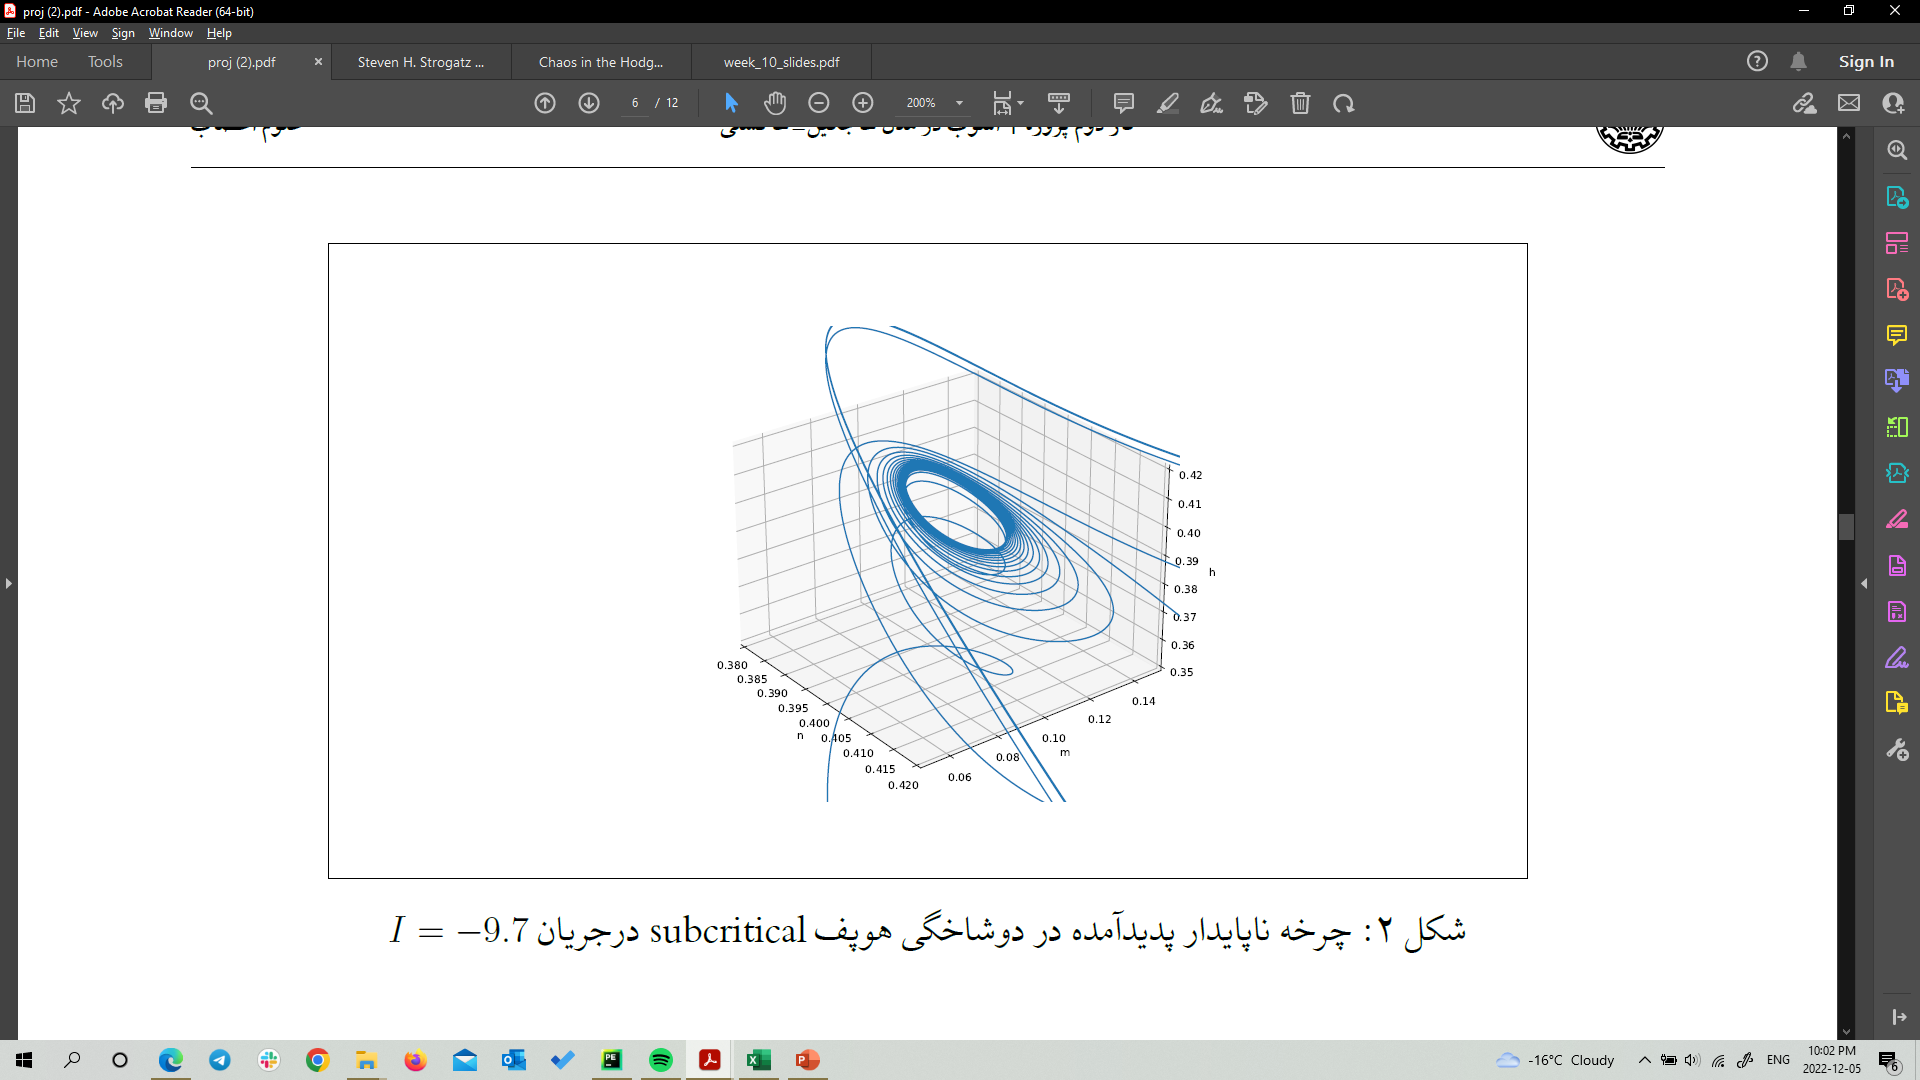 proj (2).pdf - Adobe Acrobat Reader (64-bit)
File Edit View Sign Window Help
Home Tools proj (2).pdf × Steven H. Strogatz ... Chaos in the Hodg... week_10_slides.pdf Sign In
6 / 12 200%
0.42
0.41
0.40
0.39
h
0.38
0.37
0.36
0.35
0.380
0.385
0.390
0.395
0.400
n
0.405
0.410
0.415
0.420
0.14
0.12
0.10
m
0.08
0.06
شکل ۲: چرخه ناپایدار پدیدآمده در دوشاخگی هوپف subcritical درجریان I = −9.7
-16°C Cloudy ENG 10:02 PM
2022-12-05
6